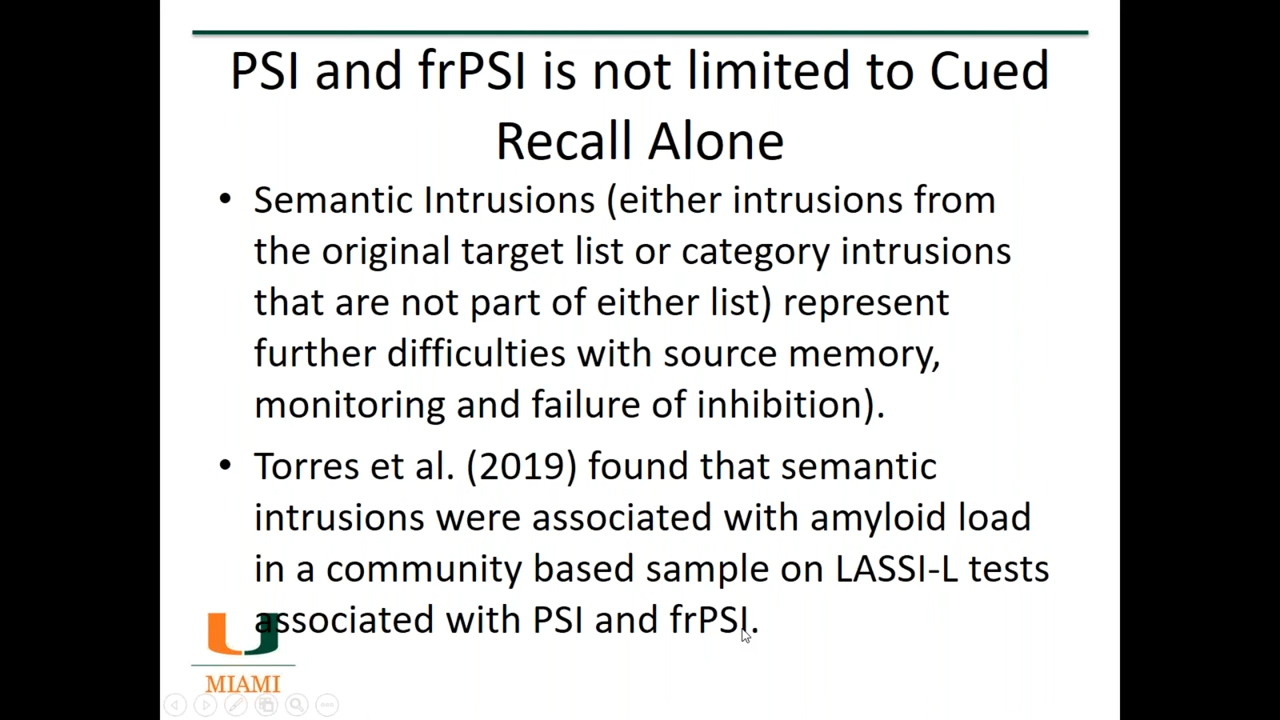 PSI and frPSI is not limited to Cued
Recall Alone
• Semantic Intrusions (either intrusions from
the original target list or category intrusions
that are not part of either list) represent
further difficulties with source memory,
monitoring and failure of inhibition).
• Torres et al. (2019) found that semantic
intrusions were associated with amyloid load
in a community based sample on LASSI-L tests
associated with PSI and frPSI.
U
MIAMI